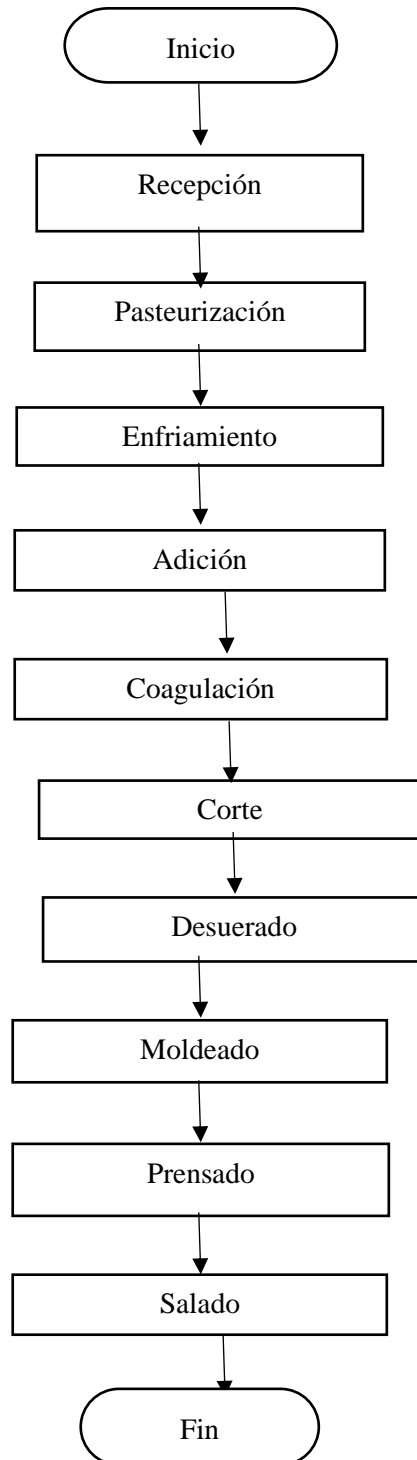 Inicio
Recepción
Pasteurización
Enfriamiento
Adición
Coagulación
Corte
Desuerado
Moldeado
Prensado
Salado
Fin